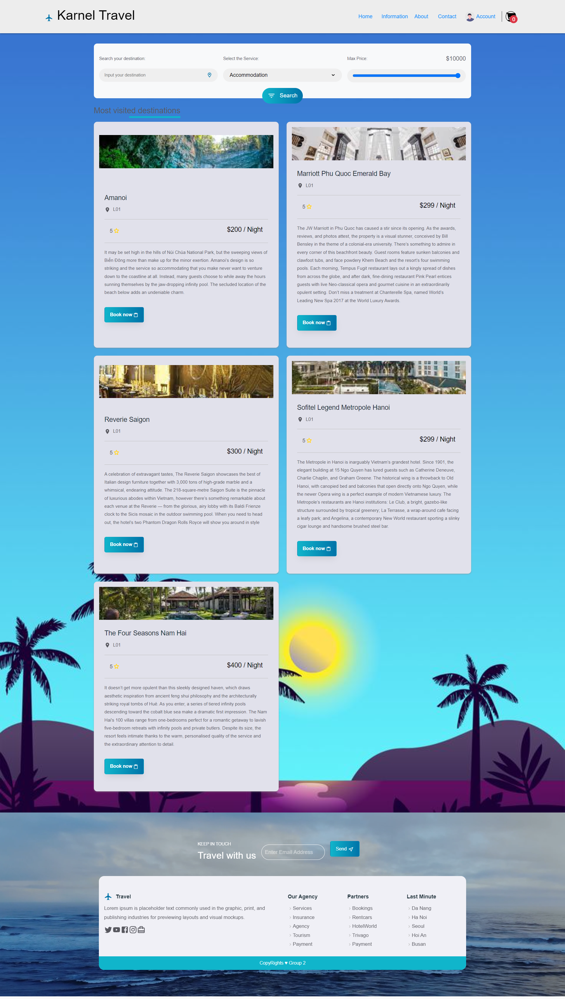 Karnel Travel
Home Information About Contact Account 0
Search your destination:
Input your destination
Select the Service:
Accommodation
Max Price: $10000
Search
Most visited destinations
Amanoi
L01
5 $200 / Night
It may be set high in the hills of Núi Chúa National Park, but the sweeping views of
Biển Đông more than make up for the minor exertion. Amanoi’s design is so
striking and the service so accommodating that you make never want to venture
down to the coastline at all. Instead, many guests choose to while away the hours
sunning themselves by the jaw-dropping infinity pool. The secluded location of the
beach below adds an undeniable charm.
Book now
Marriott Phu Quoc Emerald Bay
L01
5 $299 / Night
The JW Marriott in Phu Quoc has caused a stir since its opening. As the awards,
reviews, and photos attest, the property is a visual stunner, conceived by Bill
Bensley in the theme of a colonial-era university. There’s something to admire in
every corner of this beachfront beauty. Guest rooms feature sunken balconies and
clawfoot tubs, and face powdery Khem Beach and the resort’s four swimming
pools. Each morning, Tempus Fugit restaurant lays out a kingly spread of dishes
from across the globe, and after dark, fine-dining restaurant Pink Pearl entices
guests with live Neo-classical opera and gourmet cuisine in an extraordinarily
opulent setting. Don’t miss a treatment at Chanterelle Spa, named World’s
Leading New Spa 2017 at the World Luxury Awards.
Book now
Reverie Saigon
L01
5 $300 / Night
A celebration of extravagant tastes, The Reverie Saigon showcases the best of
Italian design furniture together with 3,000 tons of high-grade marble and a
whimsical, endearing attitude. The 218-square-metre Saigon Suite is the pinnacle
of luxurious abodes within Vietnam, however there’s something remarkable about
each venue at the Reverie — from the glorious, airy lobby with its Baldi Frienze
clock to the Sicis mosaic in the outdoor swimming pool. When you need to head
out, the hotel’s two Phantom Dragon Rolls Royce will show you around in style
Book now
Sofitel Legend Metropole Hanoi
L01
5 $299 / Night
The Metropole in Hanoi is inarguably Vietnam’s grandest hotel. Since 1901, the
elegant building at 15 Ngo Quyen has lured guests such as Catherine Deneuve,
Charlie Chaplin, and Graham Greene. The historical wing is a throwback to Old
Hanoi, with canopied bed and balconies that open directly onto Ngo Quyen, while
the newer Opera wing is a perfect example of modern Vietnamese luxury. The
Metropole’s restaurants are Hanoi institutions: Le Club, a bright, gazebo-like
structure surrounded by tropical greenery; La Terrasse, a wrap-around cafe facing
a leafy park; and Angelina, a contemporary New World restaurant sporting a slinky
cigar lounge and handsome brushed steel bar.
Book now
The Four Seasons Nam Hai
L01
5 $400 / Night
It doesn’t get more opulent than this sleekly designed haven, which draws
aesthetic inspiration from ancient feng shui philosophy and the architecturally
striking royal tombs of Huế. As you enter, a series of tiered infinity pools
descending toward the cobalt blue sea make a dramatic first impression. The Nam
Hai’s 100 villas range from one-bedrooms perfect for a romantic getaway to lavish
five-bedroom retreats with infinity pools and private butlers. Despite its size, the
resort feels intimate thanks to the warm, personalised quality of the service and
the extraordinary attention to detail.
Book now
KEEP IN TOUCH
Travel with us
Enter Email Address
Send
Travel
Lorem ipsum is placeholder text commonly used in the graphic, print, and
publishing industries for previewing layouts and visual mockups.
Our Agency
Services
Insurance
Agency
Tourism
Payment
Partners
Bookings
Rentcars
HotelWorld
Trivago
Payment
Last Minute
Da Nang
Ha Noi
Seoul
Hoi An
Busan
CopyRights ♥ Group 2